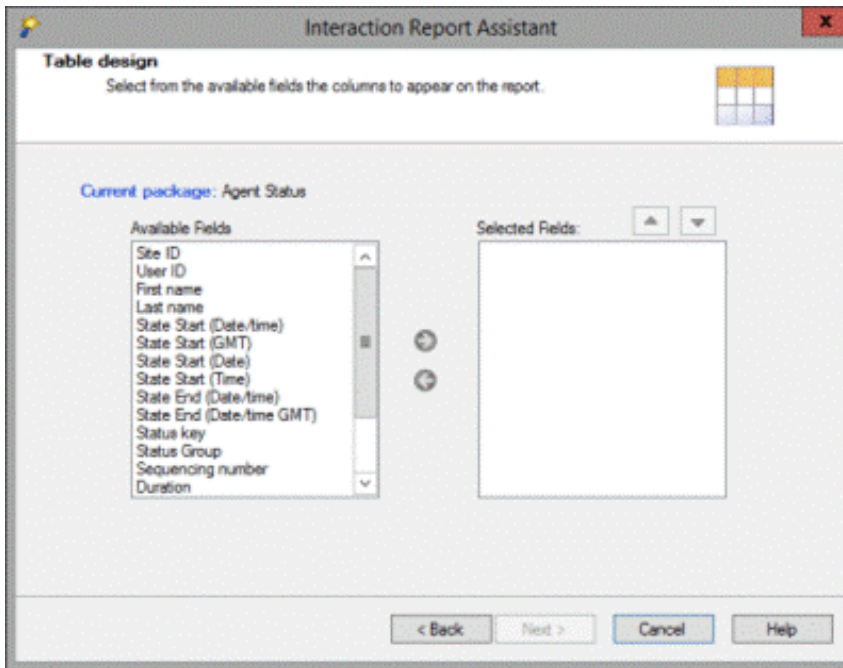 Interaction Report Assistant
x
Table design
Select from the available fields the columns to appear on the report.
Current package: Agent Status
Available Fields
Selected Fields:
Site ID
User ID
First name
Last name
State Start (Date/time)
State Start (GMT)
State Start (Date)
State Start (Time)
State End (Date/time)
State End (Date/time GMT)
Status key
Status Group
Sequencing number
Duration
< Back
Next >
Cancel
Help